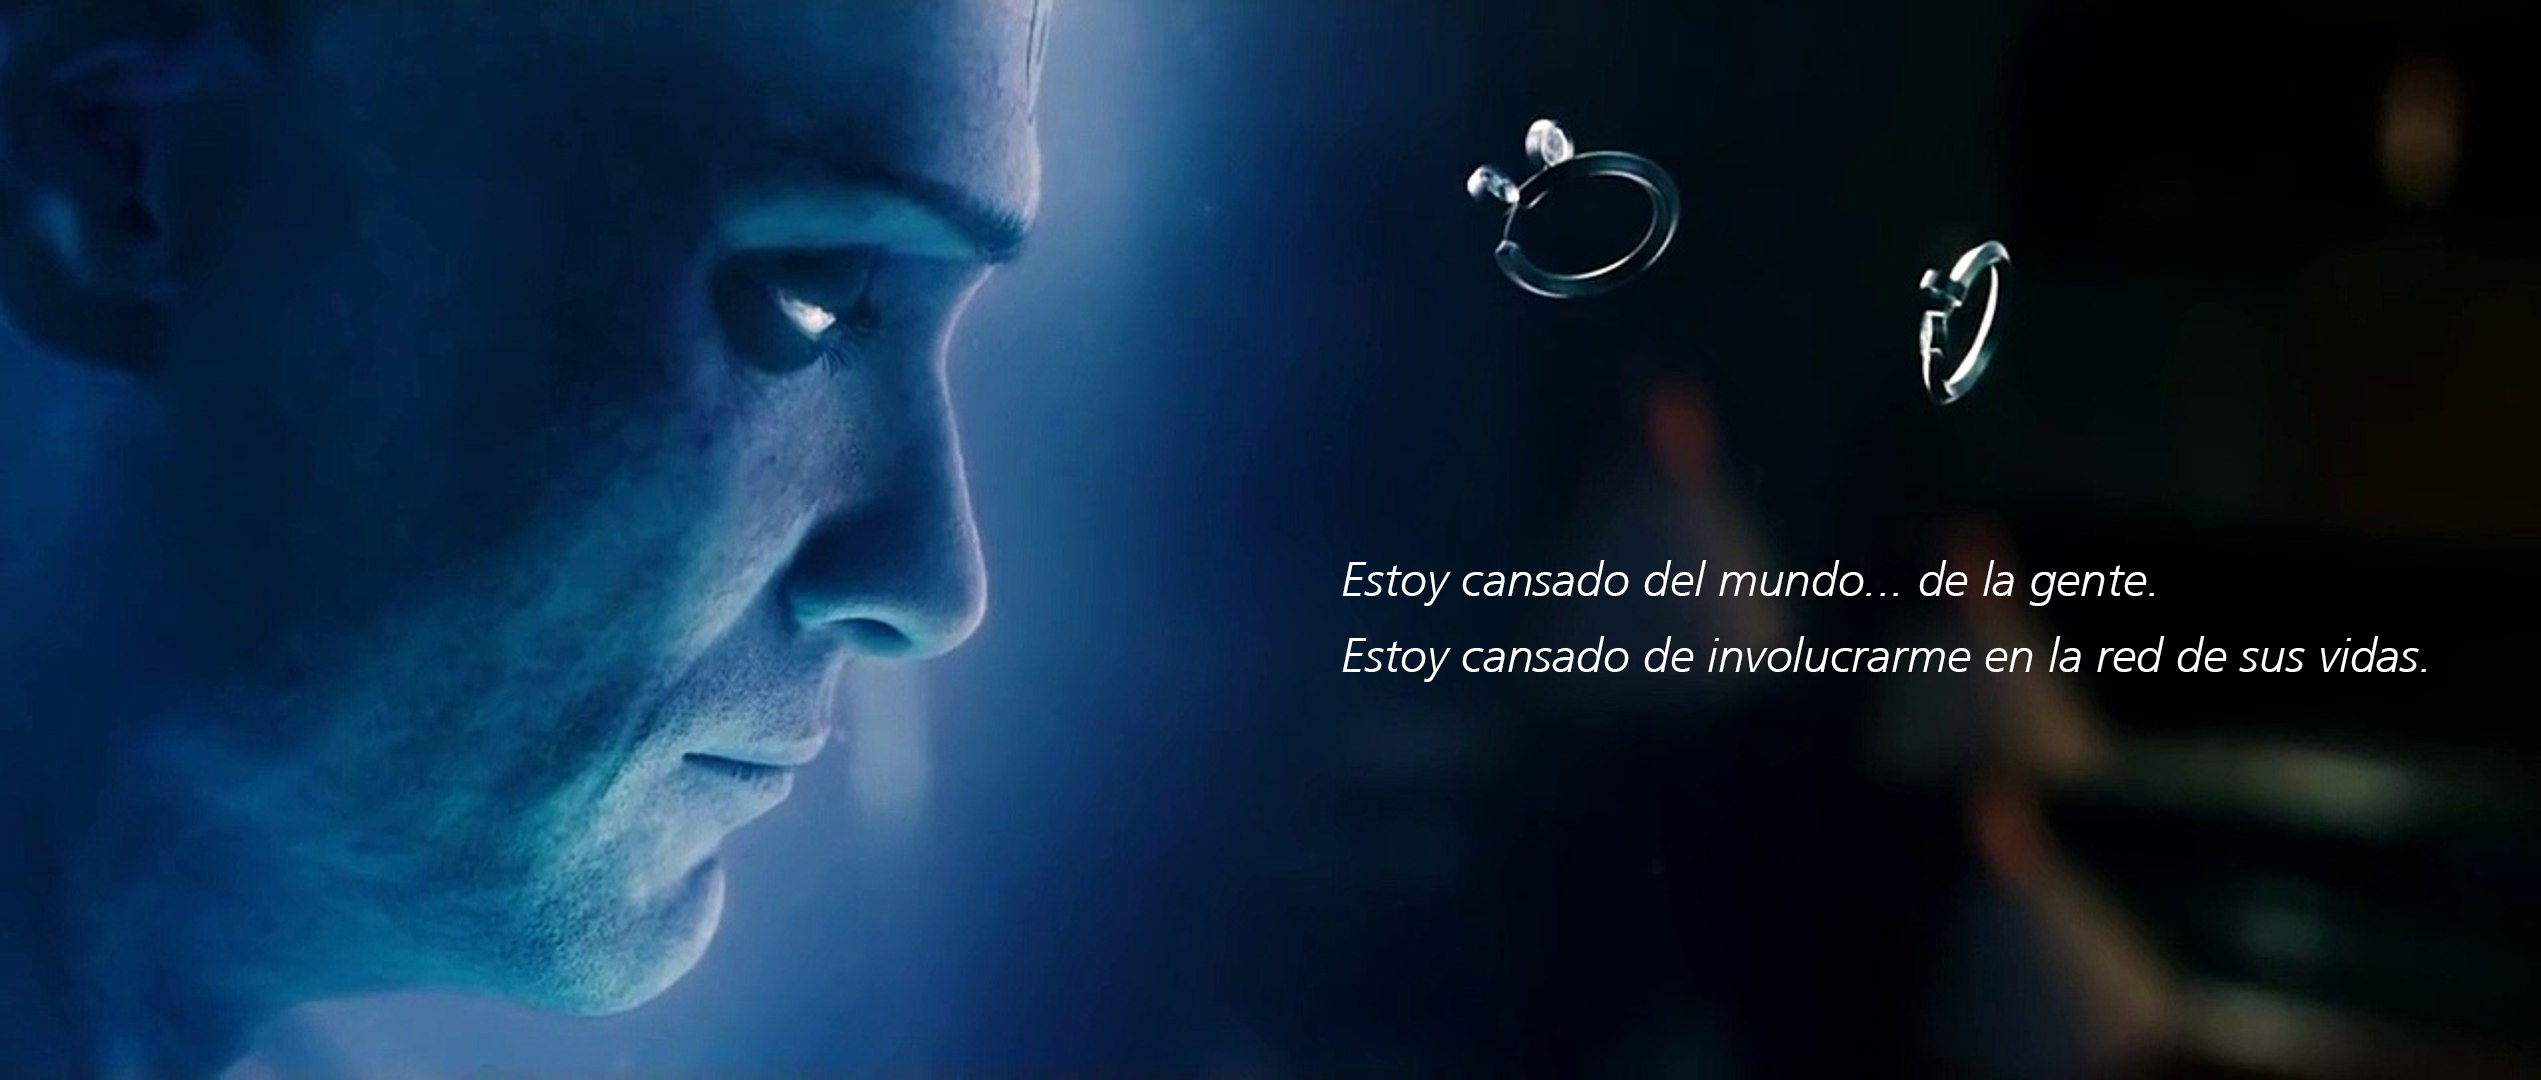 Estoy cansado del mundo... de la gente.
Estoy cansado de involucrarme en la red de sus vidas.